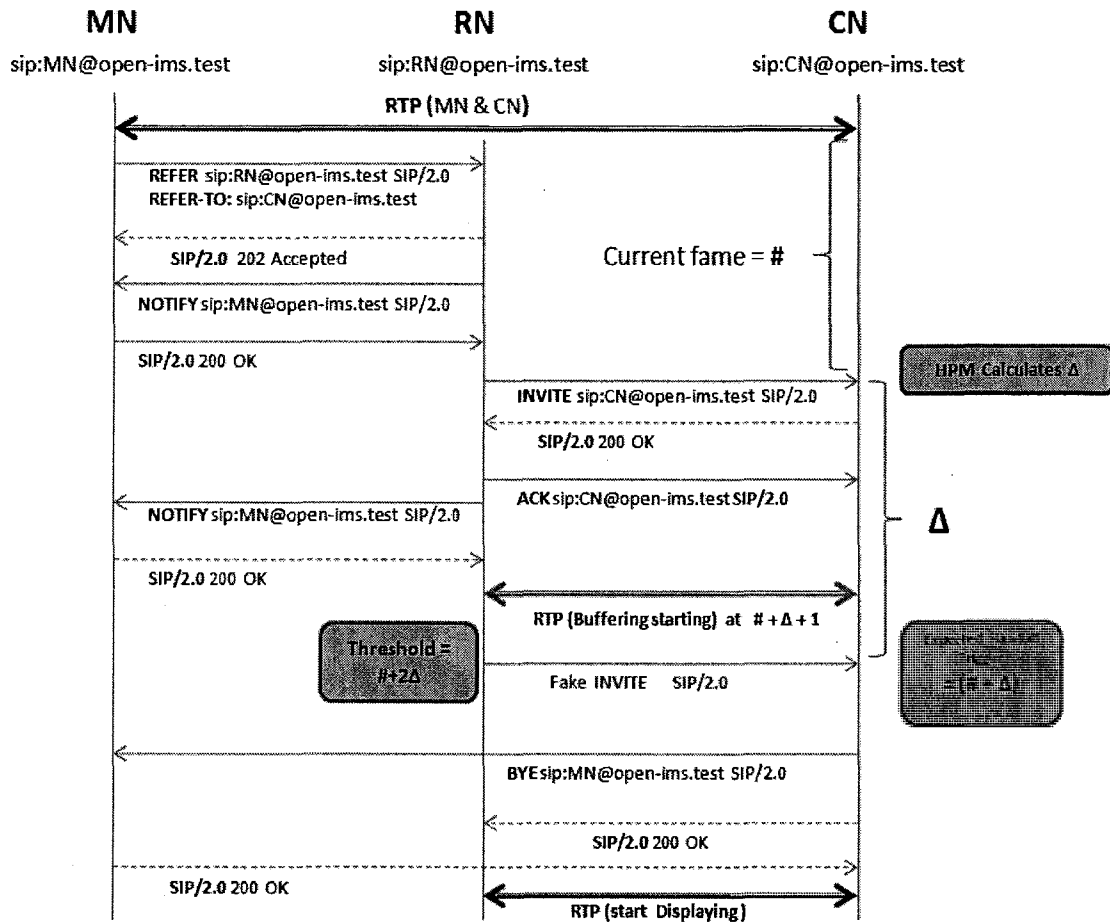 MN
RN
CN
sip:MN@open-ims.test
sip:RN@open-ims.test
sip:CN@open-ims.test
RTP (MN & CN)
REFER sip:RN@open-ims.test SIP/2.0
REFER-TO: sip:CN@open-ims.test
SIP/2.0 202 Accepted
Current fame = #
NOTIFY sip:MN@open-ims.test SIP/2.0
SIP/2.0 200 OK
HPM Calculates Δ
INVITE sip:CN@open-ims.test SIP/2.0
SIP/2.0 200 OK
ACK sip:CN@open-ims.test SIP/2.0
NOTIFY sip:MN@open-ims.test SIP/2.0
Δ
SIP/2.0 200 OK
RTP (Buffering starting) at # + Δ + 1
Threshold =
#+2Δ
Fake INVITE SIP/2.0
BYE sip:MN@open-ims.test SIP/2.0
SIP/2.0 200 OK
SIP/2.0 200 OK
RTP (start Displaying)